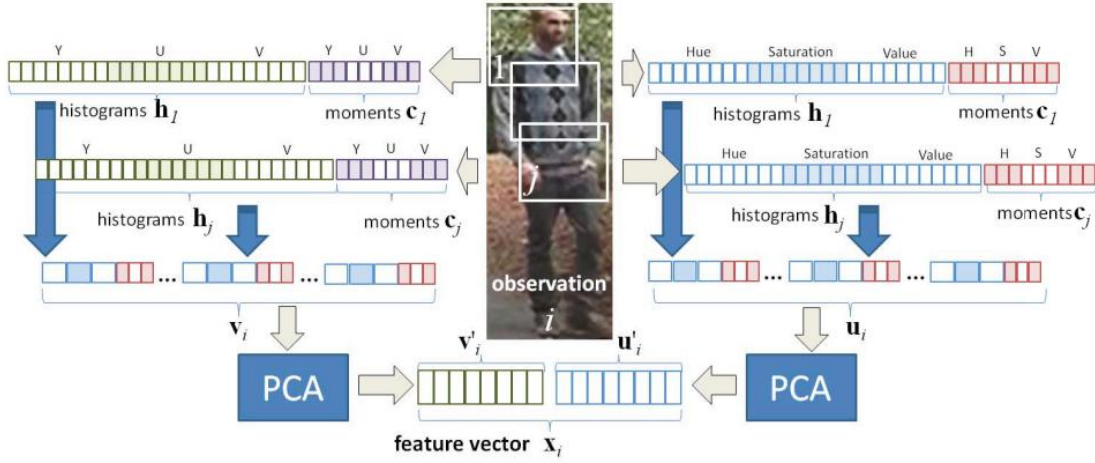 Y U V Y U V
Hue Saturation Value H S V
1
histograms h1 moments c1
histograms h1 moments c1
Y U V Y U V
Hue Saturation Value H S V
j
histograms hj moments cj
histograms hj moments cj
... ...
... ...
observation
i
vi
ui
v'i u'i
PCA
PCA
feature vector xi